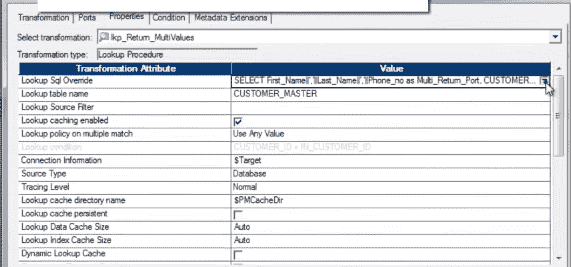 Transformation Ports Properties Condition Metadata Extensions
Select transformation: lkp_Return_MultiValues
Transformation type: Lookup Procedure
Transformation Attribute Value
Lookup Sql Override SELECT First_Name||','||Last_Name||','||Phone_no as Multi_Return_Port, CUSTOMER...
Lookup table name CUSTOMER_MASTER
Lookup Source Filter
Lookup caching enabled
Lookup policy on multiple match Use Any Value
Lookup condition CUSTOMER_ID = IN_CUSTOMER_ID
Connection Information $Target
Source Type Database
Tracing Level Normal
Lookup cache directory name $PMCacheDir
Lookup cache persistent
Lookup Data Cache Size Auto
Lookup Index Cache Size Auto
Dynamic Lookup Cache